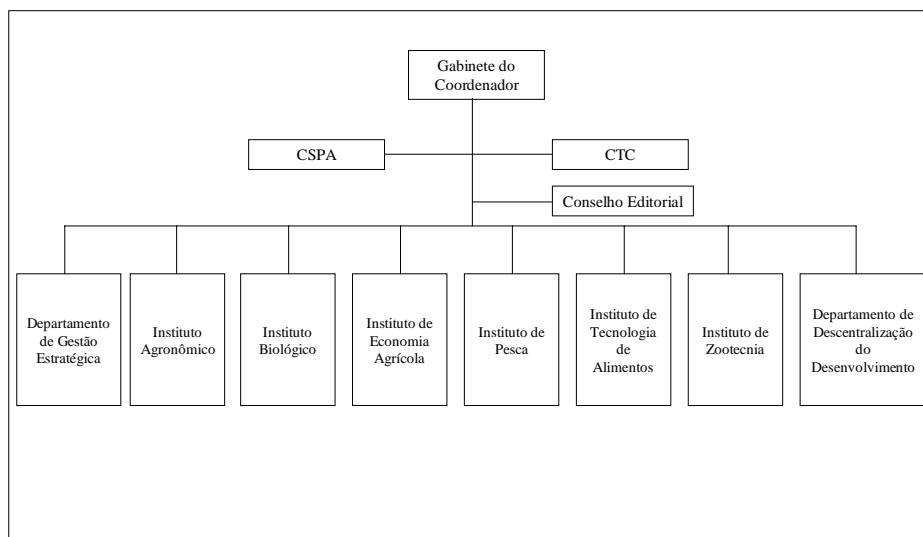 Gabinete do
Coordenador
CSPA
CTC
Conselho Editorial
Departamento
de Gestão
Estratégica
Instituto
Agronômico
Instituto
Biológico
Instituto de
Economia
Agrícola
Instituto de
Pesca
Instituto de
Tecnologia
de
Alimentos
Instituto de
Zootecnia
Departamento de
Descentralização
do
Desenvolvimento